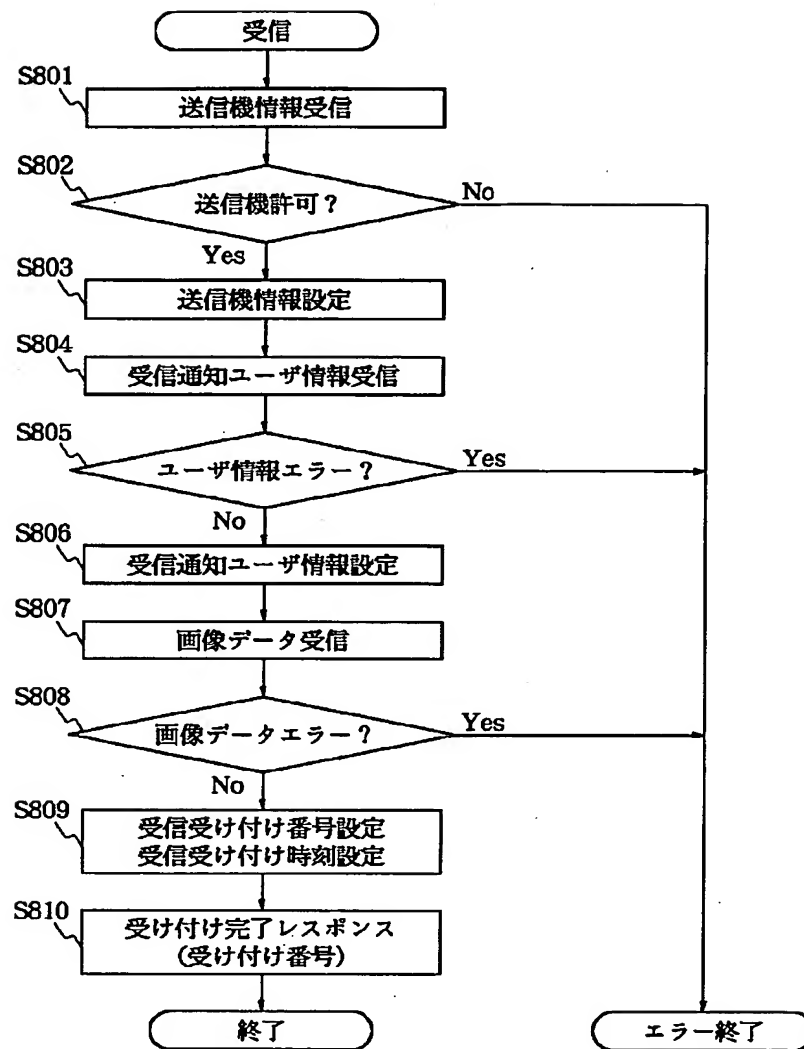 受信
S801
送信機情報受信
S802
送信機許可？
No
Yes
S803
送信機情報設定
S804
受信通知ユーザ情報受信
S805
ユーザ情報エラー？
Yes
No
S806
受信通知ユーザ情報設定
S807
画像データ受信
S808
画像データエラー？
Yes
No
S809
受信受け付け番号設定
受信受け付け時刻設定
S810
受け付け完了レスポンス
(受け付け番号)
終了
エラー終了